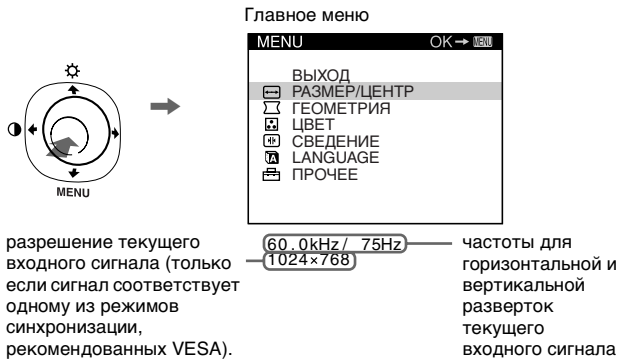 Главное меню
MENU OK→ MENU
ВЫХОД
РАЗМЕР/ЦЕНТР
ГЕОМЕТРИЯ
ЦВЕТ
СВЕДЕНИЕ
LANGUAGE
ПРОЧЕЕ
MENU
60.0kHz/ 75Hz
1024×768
разрешение текущего
входного сигнала (только
если сигнал соответствует
одному из режимов
синхронизации,
рекомендованных VESA).
частоты для
горизонтальной и
вертикальной
разверток
текущего
входного сигнала